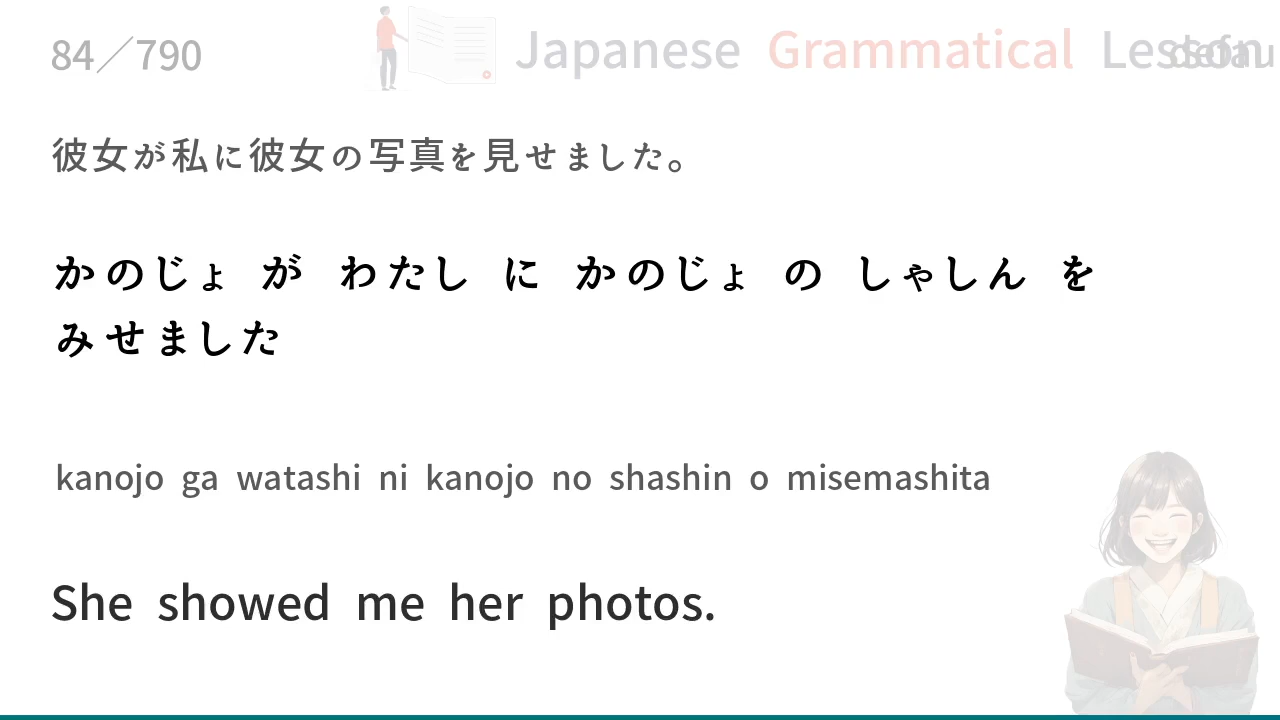 84／790
Japanese Grammatical Lesson
彼女が私に彼女の写真を見せました。
かのじょ が わたし に かのじょ の しゃしん を
みせました
kanojo ga watashi ni kanojo no shashin o misemashita
She showed me her photos.